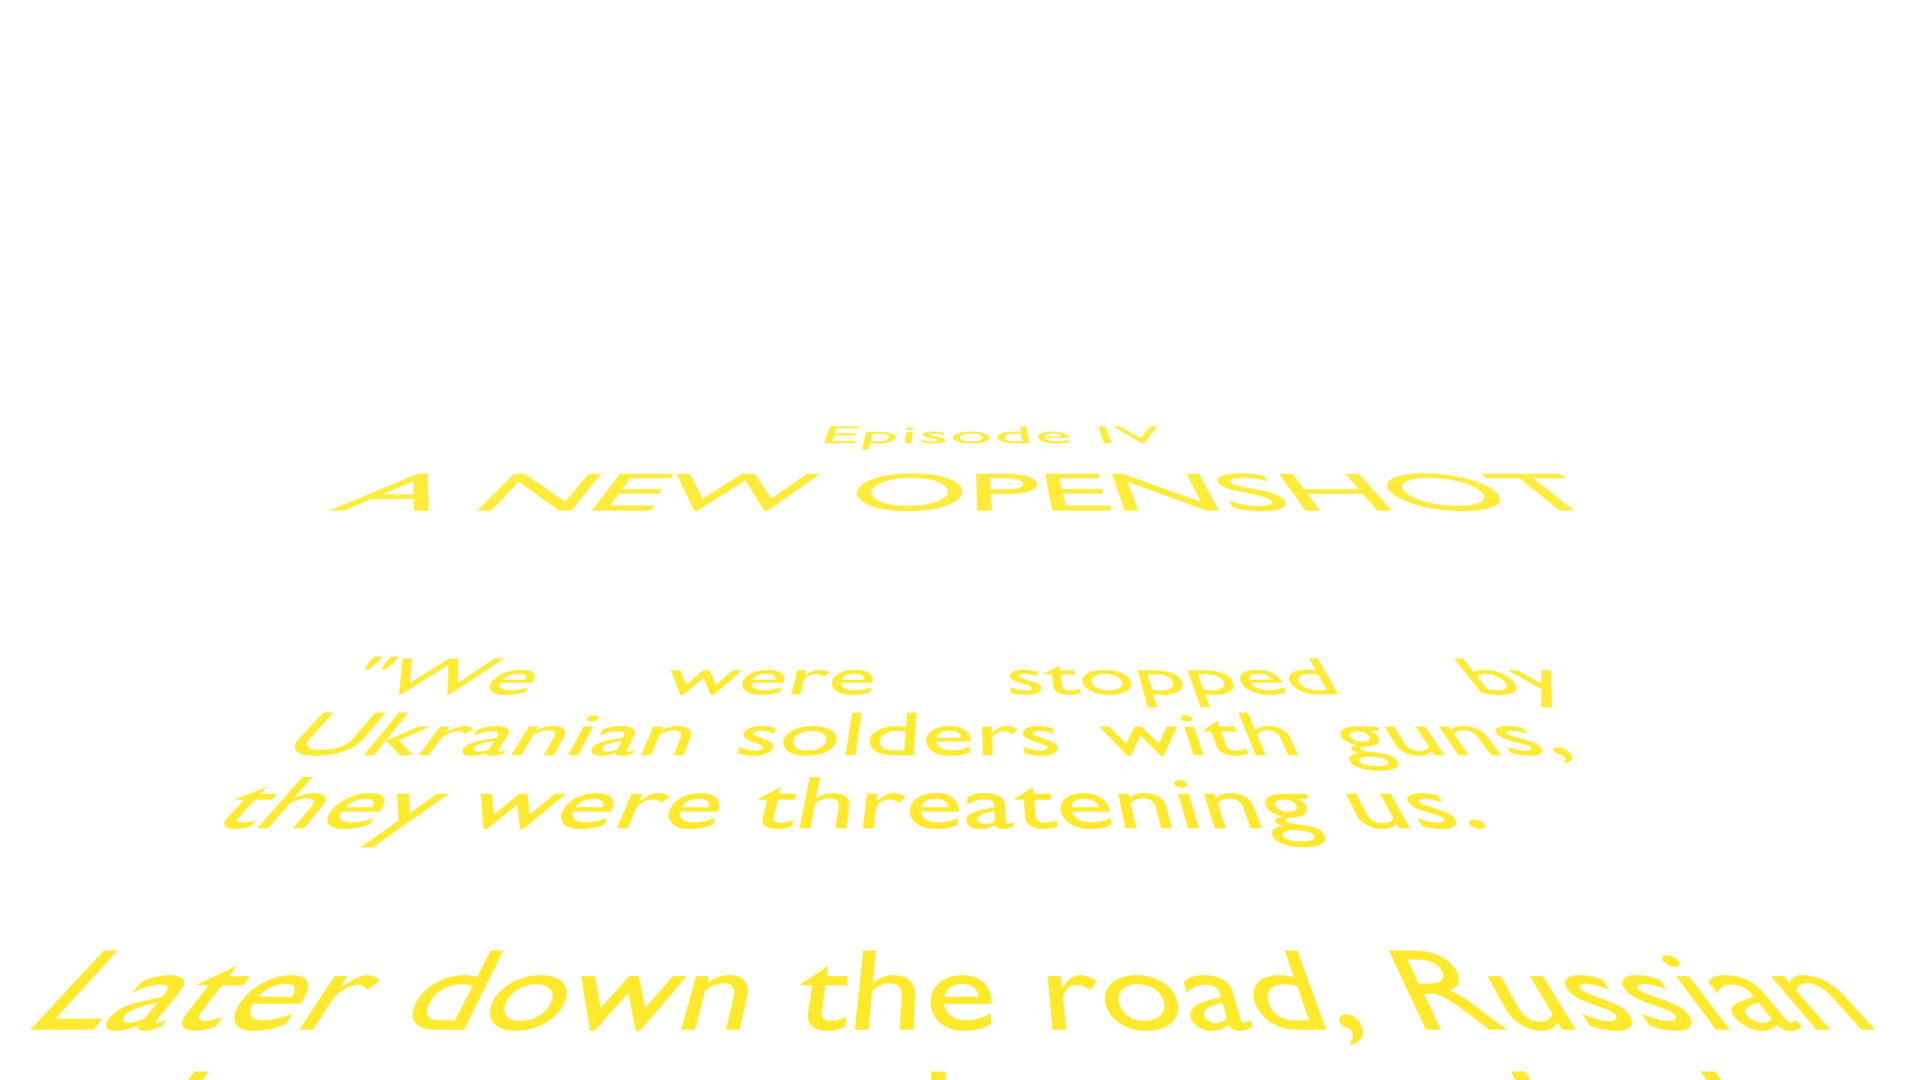 Episode IV
A NEW OPENSHOT
"We were stopped by
Ukranian solders with guns,
they were threatening us.
Later down the road, Russian